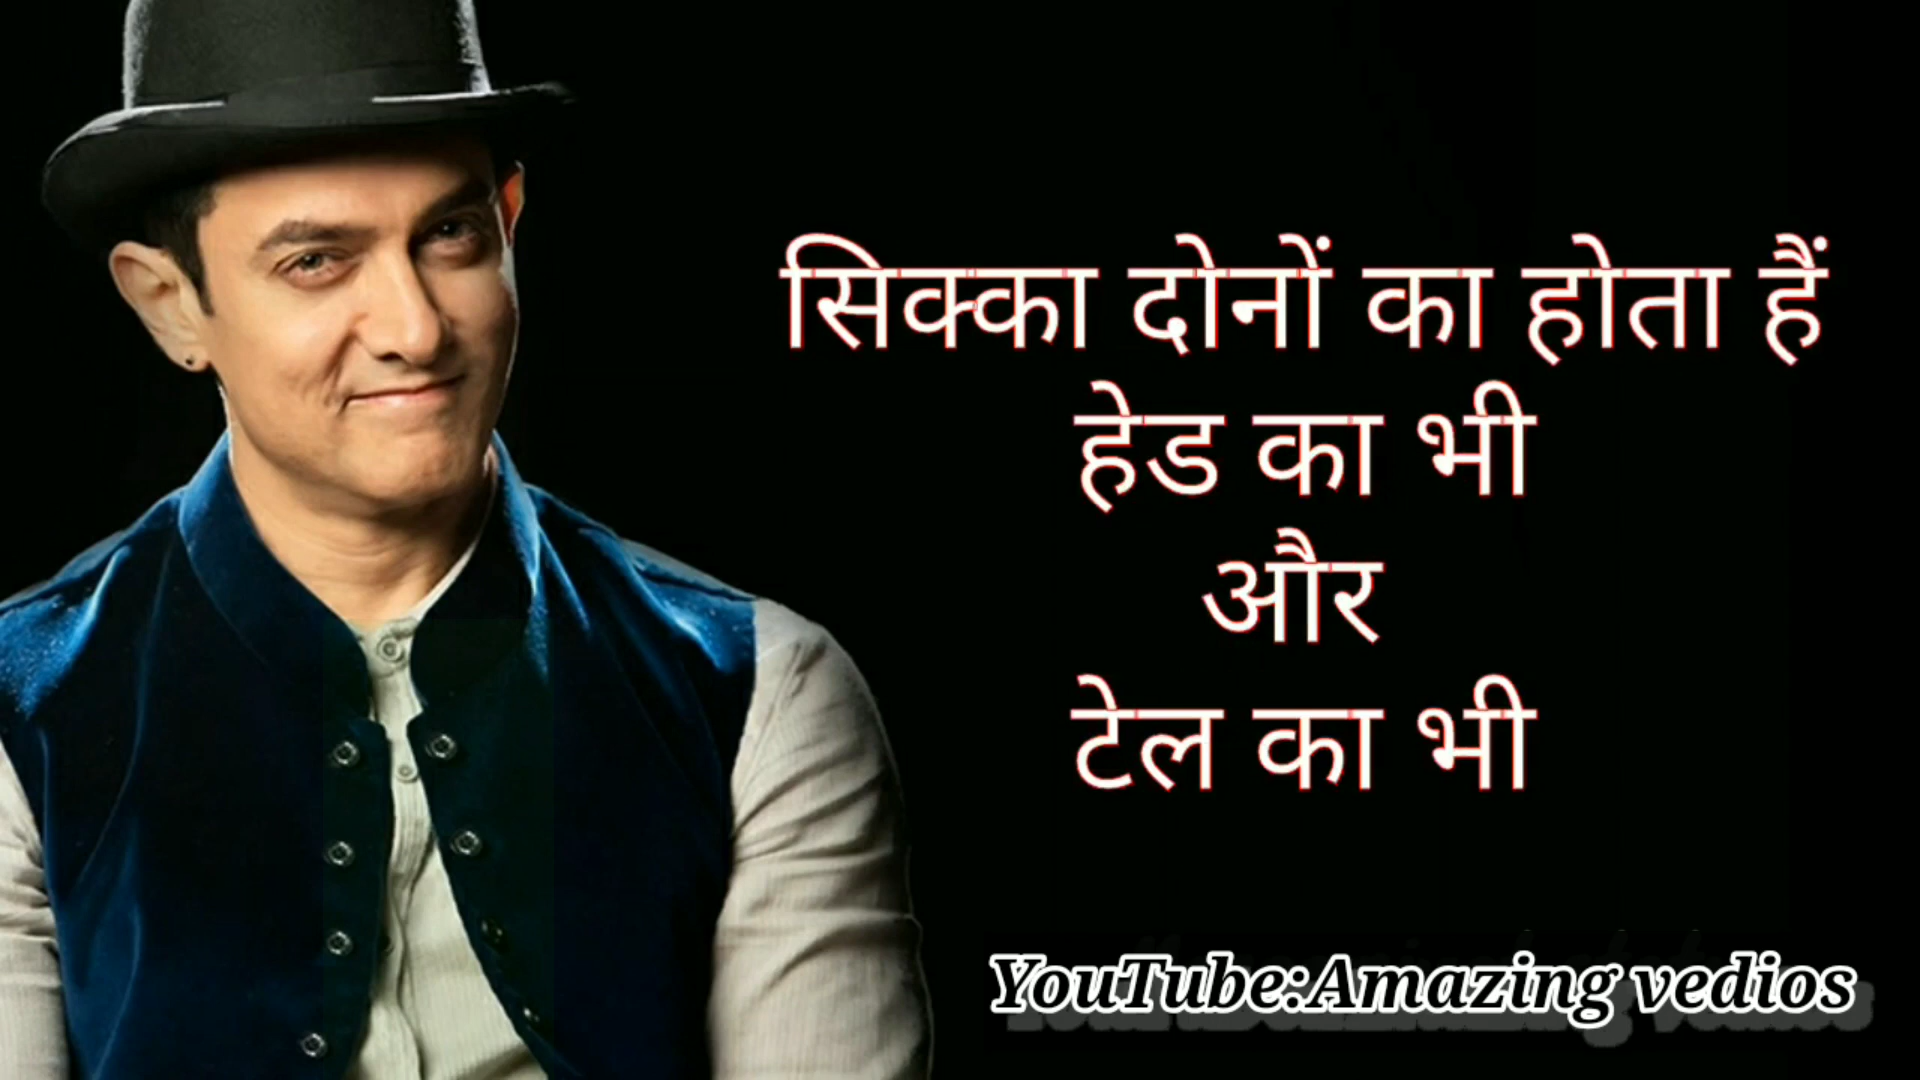 सिक्का दोनों का होता हैं
हेड का भी
और
टेल का भी
YouTube:Amazing vedios